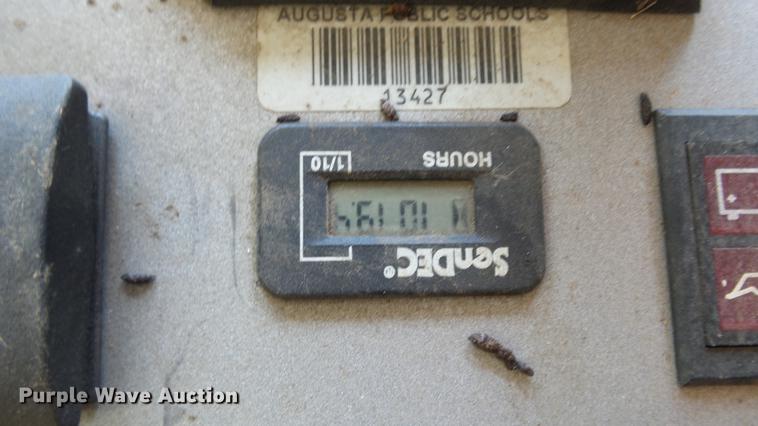 AUGUSTA PUBLIC SCHOOLS
13427
HOURS
1/10
SenDEC®
Purple Wave Auction